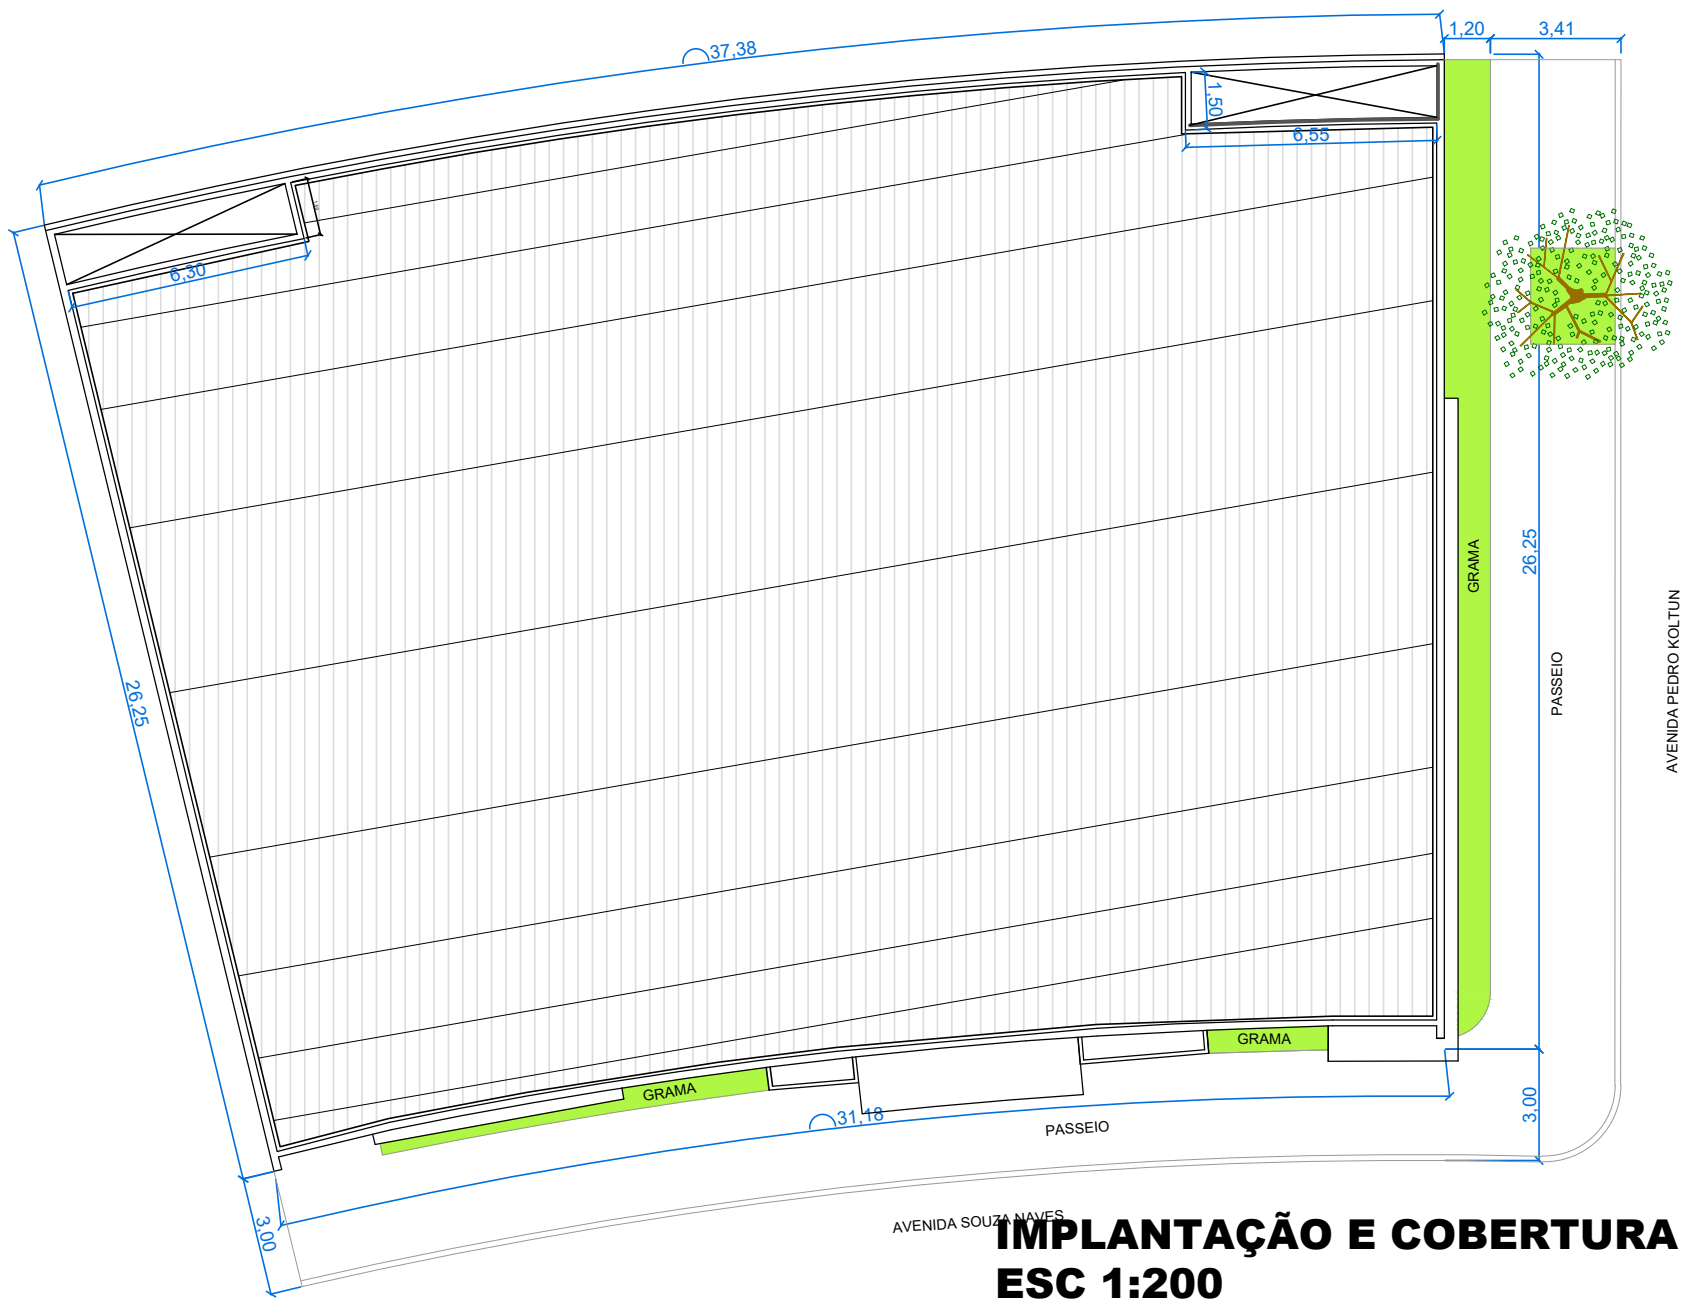 37,38
1,20
3,41
1,50
6,55
6,30
26,25
GRAMA
26,25
PASSEIO
AVENIDA PEDRO KOLTUN
GRAMA
GRAMA
31,18
PASSEIO
3,00
3,00
AVENIDA SOUZA NAVES
IMPLANTAÇÃO E COBERTURA
ESC 1:200